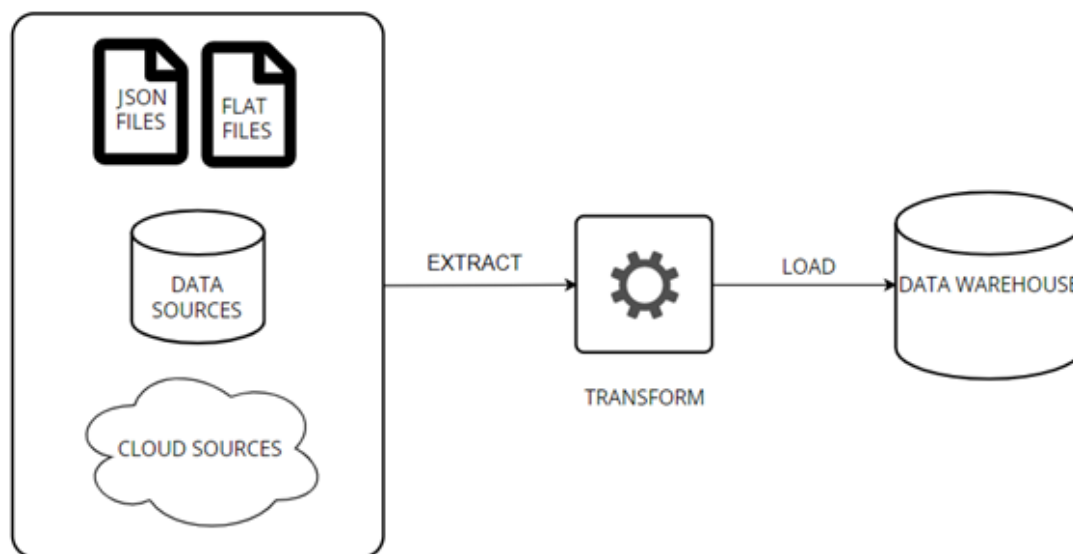 JSON
FILES
FLAT
FILES
DATA
SOURCES
CLOUD SOURCES
EXTRACT
TRANSFORM
LOAD
DATA WAREHOUSE